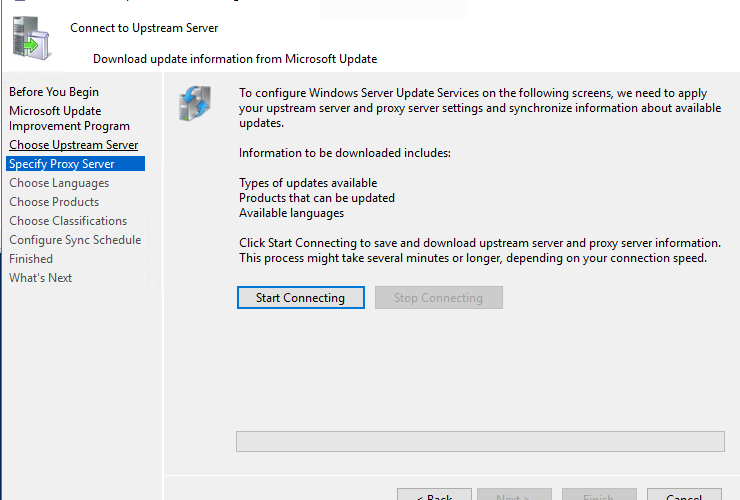 Connect to Upstream Server
Download update information from Microsoft Update
Before You Begin
Microsoft Update
Improvement Program
Choose Upstream Server
Specify Proxy Server
Choose Languages
Choose Products
Choose Classifications
Configure Sync Schedule
Finished
What's Next
To configure Windows Server Update Services on the following screens, we need to apply
your upstream server and proxy server settings and synchronize information about available
updates.
Information to be downloaded includes:
Types of updates available
Products that can be updated
Available languages
Click Start Connecting to save and download upstream server and proxy server information.
This process might take several minutes or longer, depending on your connection speed.
Start Connecting
Stop Connecting
< Back
Next >
Finish
Cancel